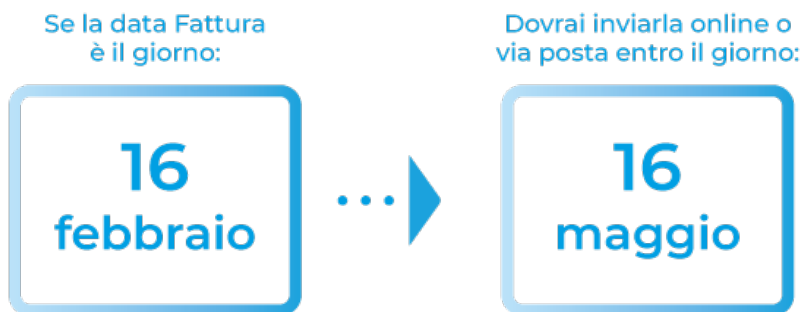 Se la data Fattura
è il giorno:
16
febbraio
Dovrai inviarla online o
via posta entro il giorno:
16
maggio